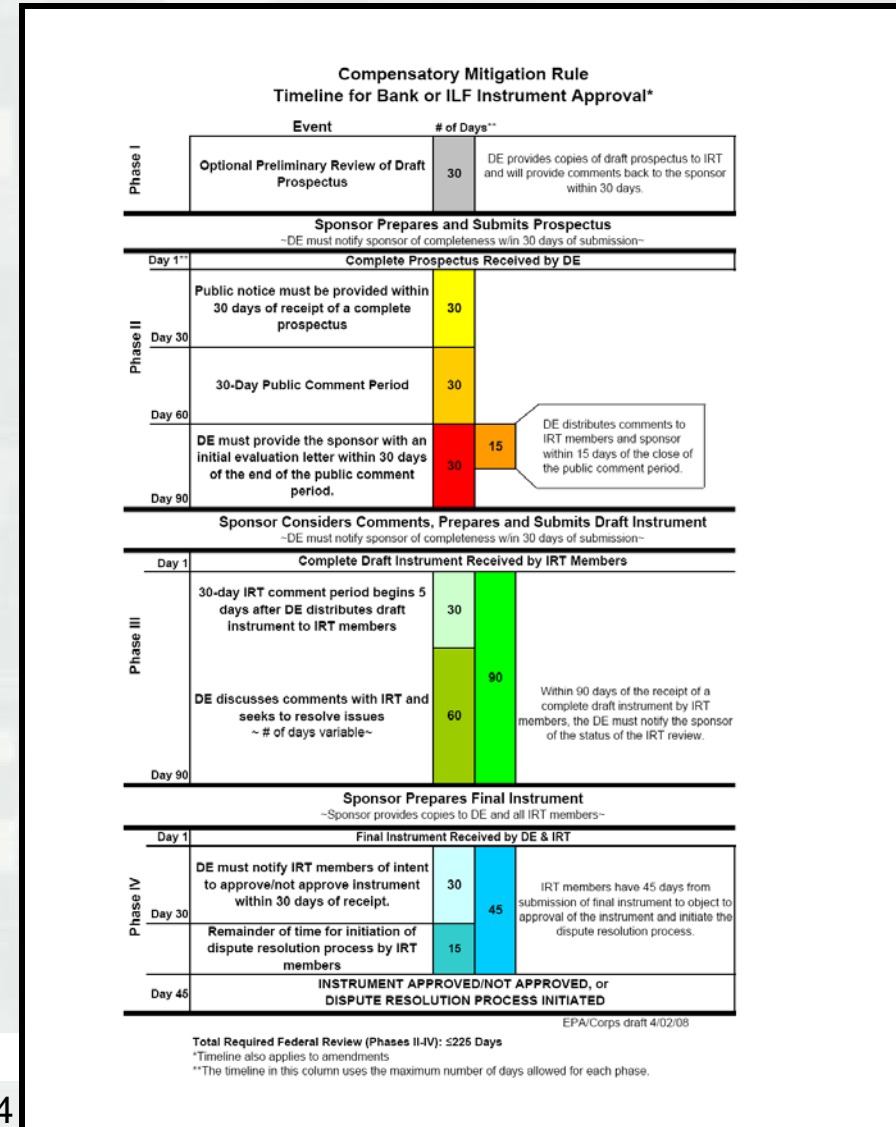 Compensatory Mitigation Rule
Timeline for Bank or ILF Instrument Approval*
Event
# of Days**
Phase I
Optional Preliminary Review of Draft
Prospectus
30
DE provides copies of draft prospectus to IRT
and will provide comments back to the sponsor
within 30 days.
Sponsor Prepares and Submits Prospectus
~DE must notify sponsor of completeness w/in 30 days of submission~
Day 1**
Complete Prospectus Received by DE
Phase II
Public notice must be provided within
30 days of receipt of a complete
prospectus
30
Day 30
30-Day Public Comment Period
30
Day 60
DE must provide the sponsor with an
initial evaluation letter within 30 days
of the end of the public comment
period.
30
15
DE distributes comments to
IRT members and sponsor
within 15 days of the close of
the public comment period.
Day 90
Sponsor Considers Comments, Prepares and Submits Draft Instrument
~DE must notify sponsor of completeness w/in 30 days of submission~
Day 1
Complete Draft Instrument Received by IRT Members
Phase III
30-day IRT comment period begins 5
days after DE distributes draft
instrument to IRT members
30
90
DE discusses comments with IRT and
seeks to resolve issues
~ # of days variable~
60
Within 90 days of the receipt of a
complete draft instrument by IRT
members, the DE must notify the sponsor
of the status of the IRT review.
Day 90
Sponsor Prepares Final Instrument
~Sponsor provides copies to DE and all IRT members~
Day 1
Final Instrument Received by DE & IRT
Phase IV
DE must notify IRT members of intent
to approve/not approve instrument
within 30 days of receipt.
30
45
IRT members have 45 days from
submission of final instrument to object to
approval of the instrument and initiate the
dispute resolution process.
Day 30
Remainder of time for initiation of
dispute resolution process by IRT
members
15
Day 45
INSTRUMENT APPROVED/NOT APPROVED, or
DISPUTE RESOLUTION PROCESS INITIATED
EPA/Corps draft 4/02/08
Total Required Federal Review (Phases II-IV): ≤225 Days
*Timeline also applies to amendments
**The timeline in this column uses the maximum number of days allowed for each phase.
4